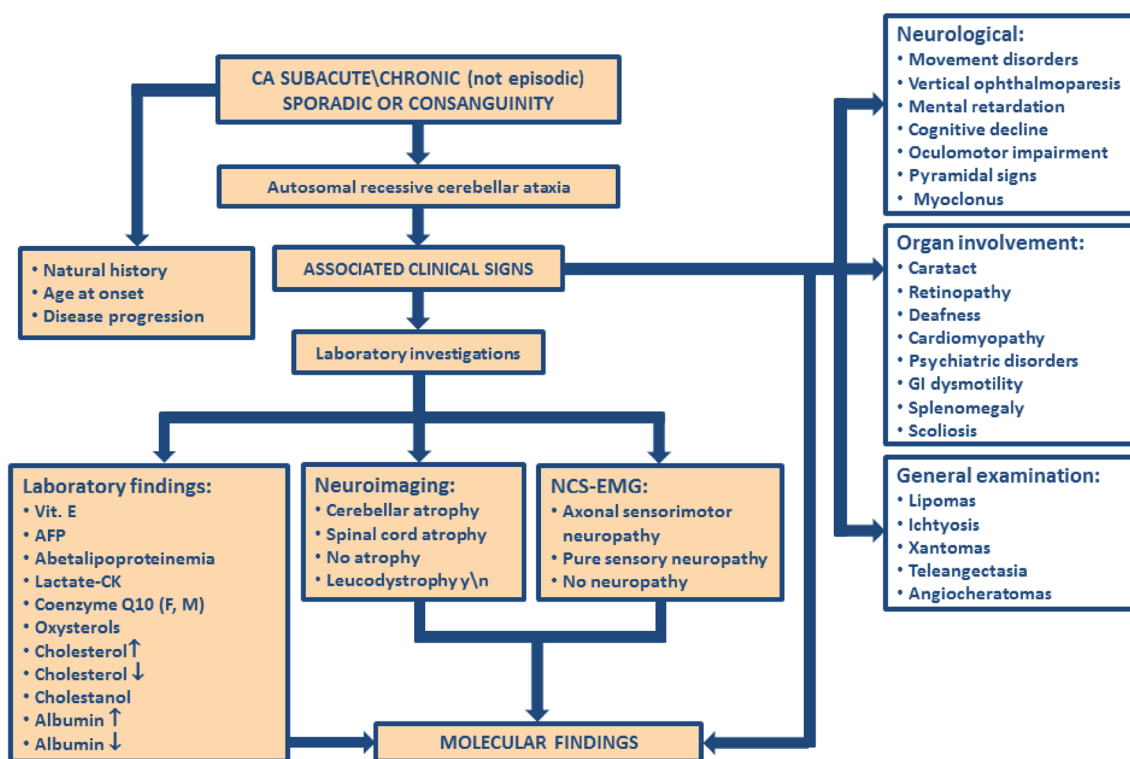 CA SUBACUTE\CHRONIC (not episodic)
SPORADIC OR CONSANGUINITY
Autosomal recessive cerebellar ataxia
• Natural history
• Age at onset
• Disease progression
ASSOCIATED CLINICAL SIGNS
Laboratory investigations
Laboratory findings:
• Vit. E
• AFP
• Abetalipoproteinemia
• Lactate-CK
• Coenzyme Q10 (F, M)
• Oxysterols
• Cholesterol↑
• Cholesterol↓
• Cholestanol
• Albumin ↑
• Albumin ↓
Neuroimaging:
• Cerebellar atrophy
• Spinal cord atrophy
• No atrophy
• Leucodystrophy y\n
NCS-EMG:
• Axonal sensorimotor
neuropathy
• Pure sensory neuropathy
• No neuropathy
MOLECULAR FINDINGS
Neurological:
• Movement disorders
• Vertical ophthalmoparesis
• Mental retardation
• Cognitive decline
• Oculomotor impairment
• Pyramidal signs
• Myoclonus
Organ involvement:
• Caratact
• Retinopathy
• Deafness
• Cardiomyopathy
• Psychiatric disorders
• GI dysmotility
• Splenomegaly
• Scoliosis
General examination:
• Lipomas
• Ichtyosis
• Xantomas
• Teleangectasia
• Angiocheratomas